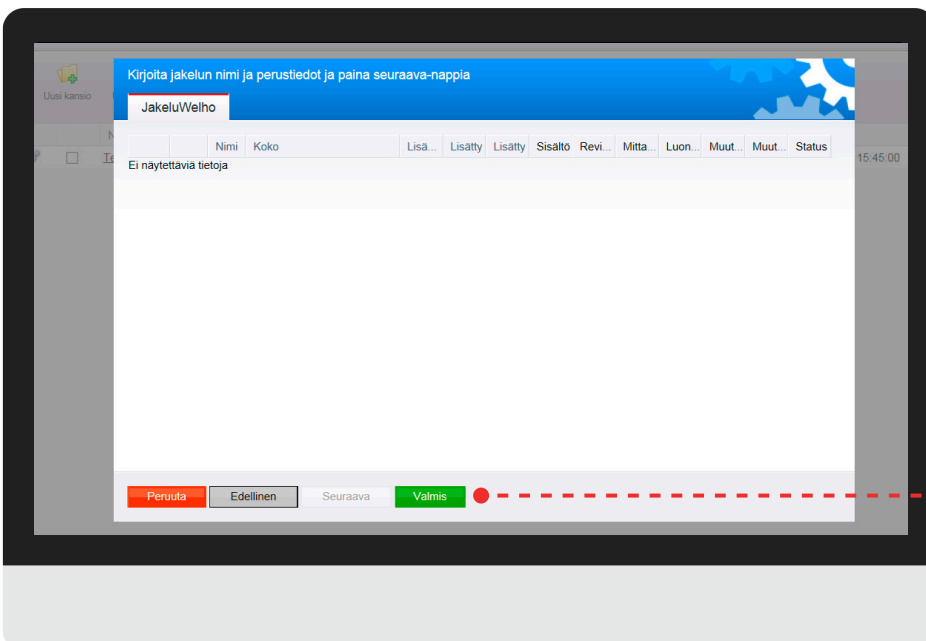 Kirjoita jakelun nimi ja perustiedot ja paina seuraava-nappia
Uusi kansio
JakeluWelho
Nimi Koko Lisä... Lisätty Lisätty Sisältö Revi... Mitta... Luon... Muut... Muut... Status
Ei näytettäviä tietoja
15:45:00
Peruuta Edellinen Seuraava Valmis